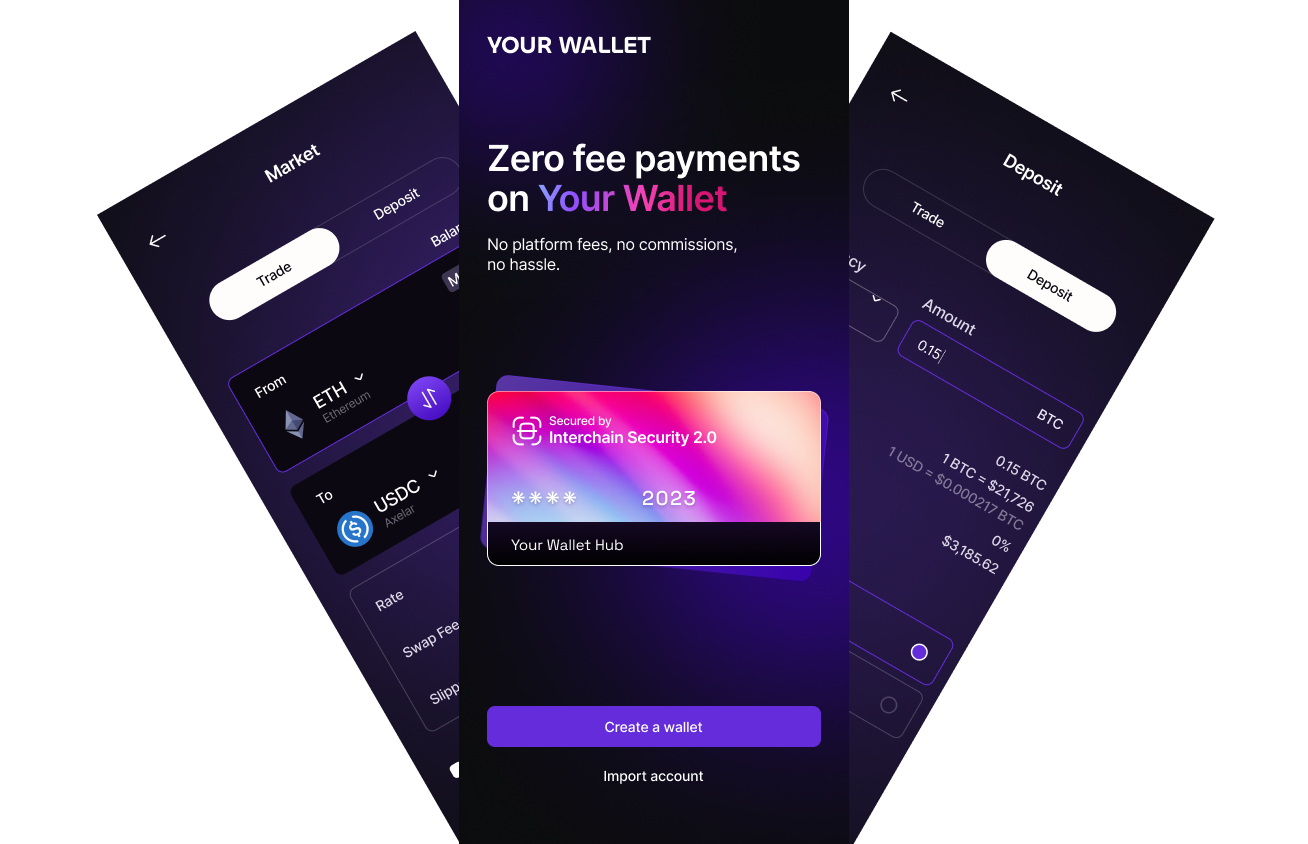 Market
Trade
Deposit
From
ETH
Ethereum
To
USDC
Axelar
Rate
Swap Fee
YOUR WALLET
Zero fee payments
on Your Wallet
No platform fees, no commissions,
no hassle.
Secured by
Interchain Security 2.0
**** 2023
Your Wallet Hub
Create a wallet
Import account
Deposit
Trade
Deposit
Amount
0.15
BTC
0.15 BTC
1 BTC = $21,726
1 USD = $0.000217 BTC
0%
$3,185.62